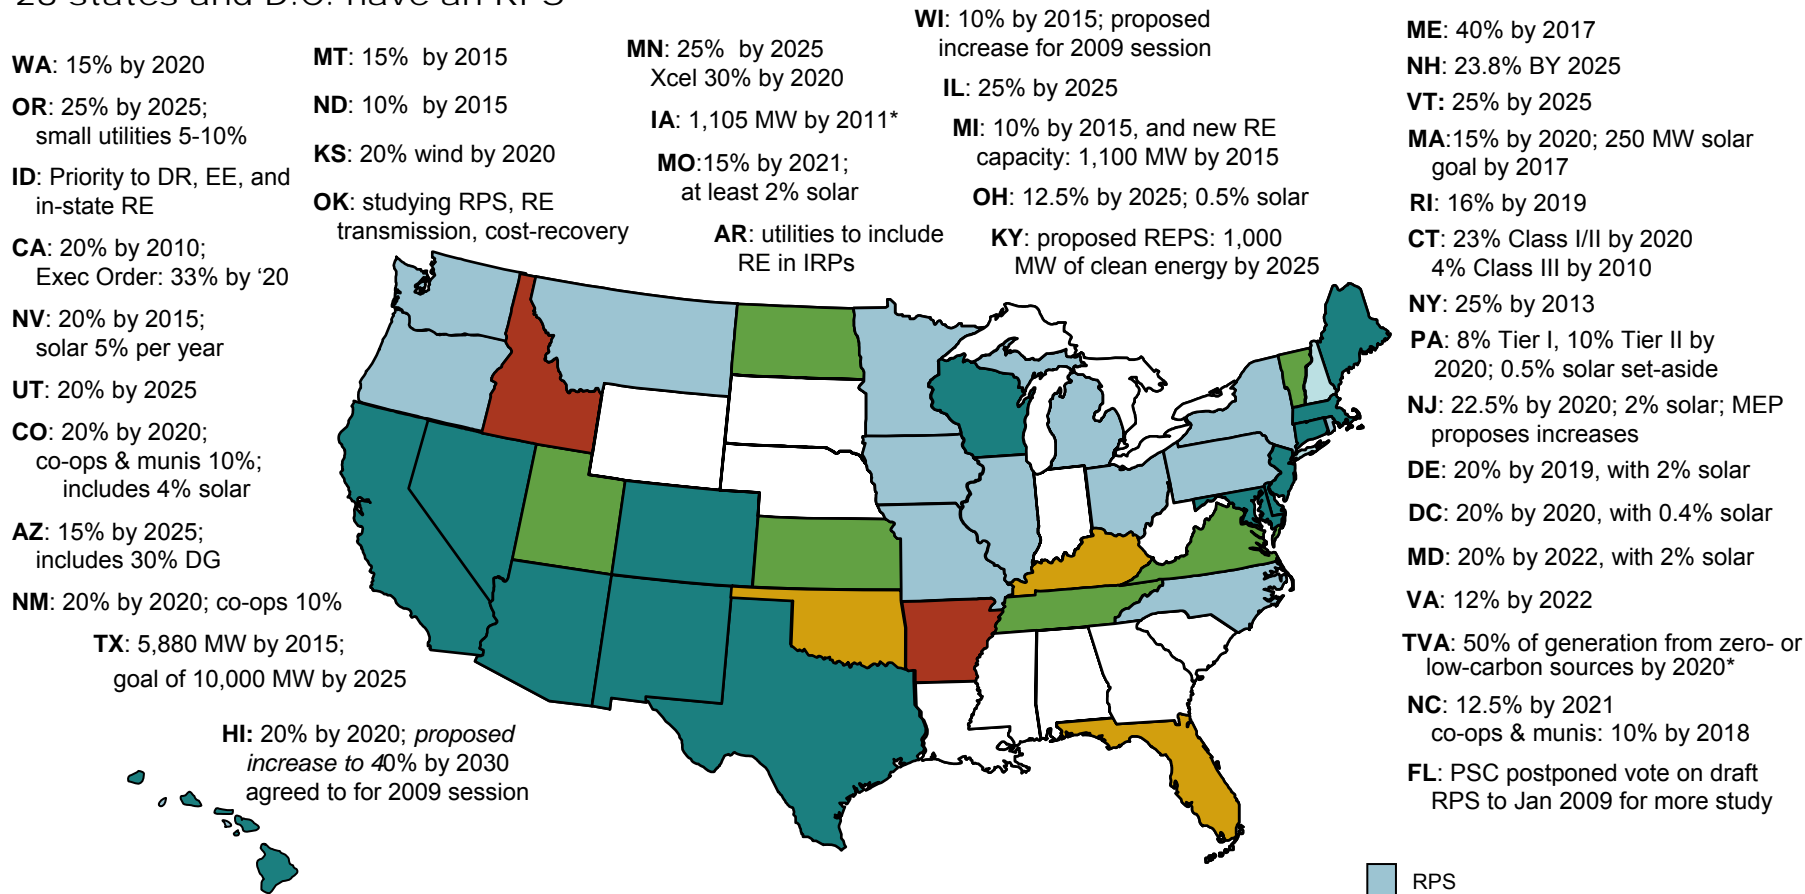 28 states and D.C. have an RPS
WA: 15% by 2020
OR: 25% by 2025;
small utilities 5-10%
ID: Priority to DR, EE, and
in-state RE
CA: 20% by 2010;
Exec Order: 33% by ‘20
NV: 20% by 2015;
solar 5% per year
UT: 20% by 2025
CO: 20% by 2020;
co-ops & munis 10%;
includes 4% solar
AZ: 15% by 2025;
includes 30% DG
NM: 20% by 2020; co-ops 10%
TX: 5,880 MW by 2015;
goal of 10,000 MW by 2025
HI: 20% by 2020; proposed
increase to 40% by 2030
agreed to for 2009 session
MT: 15% by 2015
ND: 10% by 2015
KS: 20% wind by 2020
OK: studying RPS, RE
transmission, cost-recovery
MN: 25% by 2025
Xcel 30% by 2020
IA: 1,105 MW by 2011*
MO:15% by 2021;
at least 2% solar
AR: utilities to include
RE in IRPs
WI: 10% by 2015; proposed
increase for 2009 session
IL: 25% by 2025
MI: 10% by 2015, and new RE
capacity: 1,100 MW by 2015
OH: 12.5% by 2025; 0.5% solar
KY: proposed REPS: 1,000
MW of clean energy by 2025
ME: 40% by 2017
NH: 23.8% BY 2025
VT: 25% by 2025
MA:15% by 2020; 250 MW solar
goal by 2017
RI: 16% by 2019
CT: 23% Class I/II by 2020
4% Class III by 2010
NY: 25% by 2013
PA: 8% Tier I, 10% Tier II by
2020; 0.5% solar set-aside
NJ: 22.5% by 2020; 2% solar; MEP
proposes increases
DE: 20% by 2019, with 2% solar
DC: 20% by 2020, with 0.4% solar
MD: 20% by 2022, with 2% solar
VA: 12% by 2022
TVA: 50% of generation from zero- or
low-carbon sources by 2020*
NC: 12.5% by 2021
co-ops & munis: 10% by 2018
FL: PSC postponed vote on draft
RPS to Jan 2009 for more study
RPS